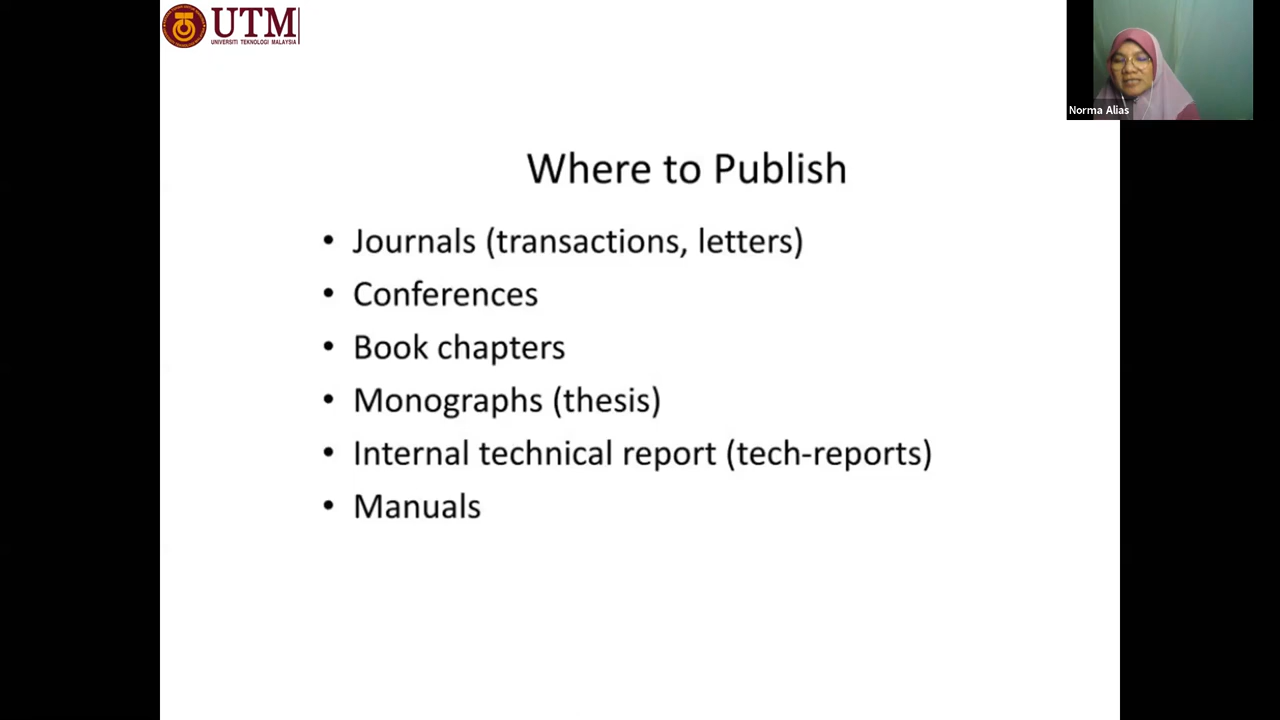 UTM
UNIVERSITI TEKNOLOGI MALAYSIA
Norma Alias
Where to Publish
• Journals (transactions, letters)
• Conferences
• Book chapters
• Monographs (thesis)
• Internal technical report (tech-reports)
• Manuals